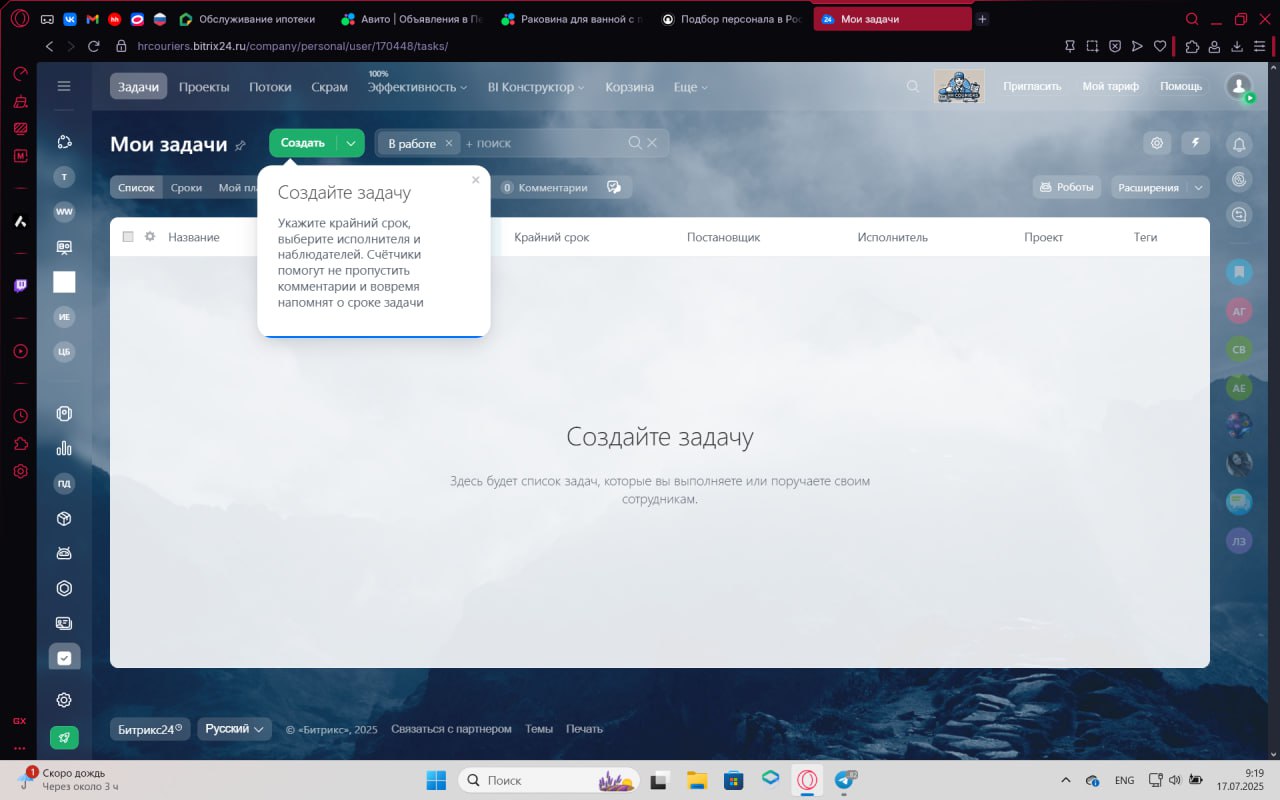 Обслуживание ипотеки
Авито | Объявления в Пе
Раковина для ванной с п
Подбор персонала в Рос
24
Мои задачи
hrcouriers.bitrix24.ru/company/personal/user/170448/tasks/
Задачи
Проекты
Потоки
Скрам
100%
Эффективность
BI Конструктор
Корзина
Еще
Пригласить
Мой тариф
Помощь
Мои задачи
Создать
В работе
+ поиск
Список
Сроки
Мой пла
0 Комментарии
Роботы
Расширения
Создайте задачу
Укажите крайний срок,
выберите исполнителя и
наблюдателей. Счётчики
помогут не пропустить
комментарии и вовремя
напомнят о сроке задачи
Название
Крайний срок
Постановщик
Исполнитель
Проект
Теги
Создайте задачу
Здесь будет список задач, которые вы выполняете или поручаете своим
сотрудникам.
T
WW
ИЕ
ЦБ
ПД
АГ
СВ
АЕ
ЛЗ
GX
Битрикс24
Русский
© «Битрикс», 2025
Связаться с партнером
Темы
Печать
1
Скоро дождь
Через около 3 ч
Поиск
ENG
9:19
17.07.2025